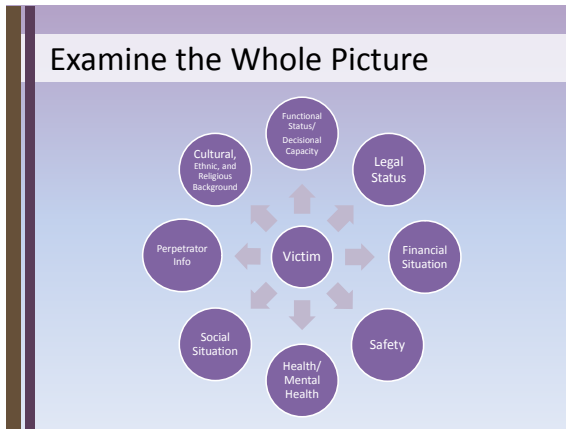 Examine the Whole Picture
Functional
Status/
Decisional
Capacity
Legal
Status
Financial
Situation
Safety
Health/
Mental
Health
Social
Situation
Perpetrator
Info
Cultural,
Ethnic, and
Religious
Background
Victim